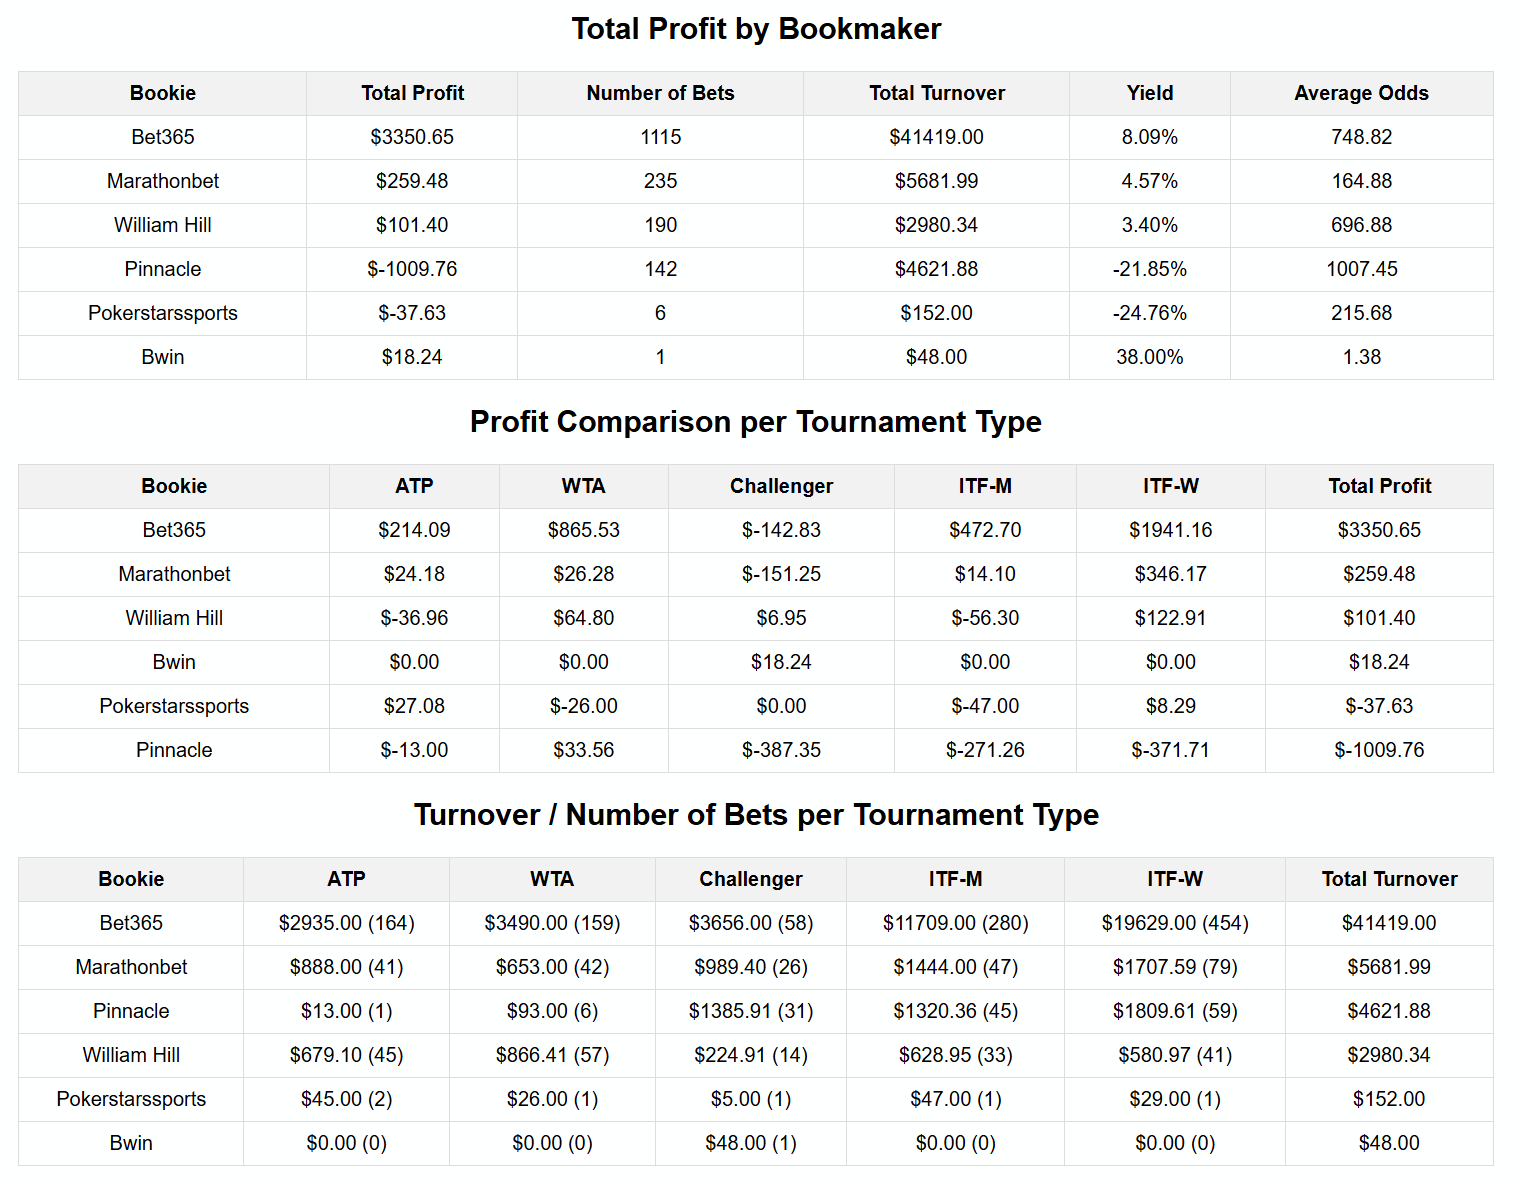 Total Profit by Bookmaker
Bookie Total Profit Number of Bets Total Turnover Yield Average Odds
Bet365 $3350.65 1115 $41419.00 8.09% 748.82
Marathonbet $259.48 235 $5681.99 4.57% 164.88
William Hill $101.40 190 $2980.34 3.40% 696.88
Pinnacle $-1009.76 142 $4621.88 -21.85% 1007.45
Pokerstarssports $-37.63 6 $152.00 -24.76% 215.68
Bwin $18.24 1 $48.00 38.00% 1.38
Profit Comparison per Tournament Type
Bookie ATP WTA Challenger ITF-M ITF-W Total Profit
Bet365 $214.09 $865.53 $-142.83 $472.70 $1941.16 $3350.65
Marathonbet $24.18 $26.28 $-151.25 $14.10 $346.17 $259.48
William Hill $-36.96 $64.80 $6.95 $-56.30 $122.91 $101.40
Bwin $0.00 $0.00 $18.24 $0.00 $0.00 $18.24
Pokerstarssports $27.08 $-26.00 $0.00 $-47.00 $8.29 $-37.63
Pinnacle $-13.00 $33.56 $-387.35 $-271.26 $-371.71 $-1009.76
Turnover / Number of Bets per Tournament Type
Bookie ATP WTA Challenger ITF-M ITF-W Total Turnover
Bet365 $2935.00 (164) $3490.00 (159) $3656.00 (58) $11709.00 (280) $19629.00 (454) $41419.00
Marathonbet $888.00 (41) $653.00 (42) $989.40 (26) $1444.00 (47) $1707.59 (79) $5681.99
Pinnacle $13.00 (1) $93.00 (6) $1385.91 (31) $1320.36 (45) $1809.61 (59) $4621.88
William Hill $679.10 (45) $866.41 (57) $224.91 (14) $628.95 (33) $580.97 (41) $2980.34
Pokerstarssports $45.00 (2) $26.00 (1) $5.00 (1) $47.00 (1) $29.00 (1) $152.00
Bwin $0.00 (0) $0.00 (0) $48.00 (1) $0.00 (0) $0.00 (0) $48.00